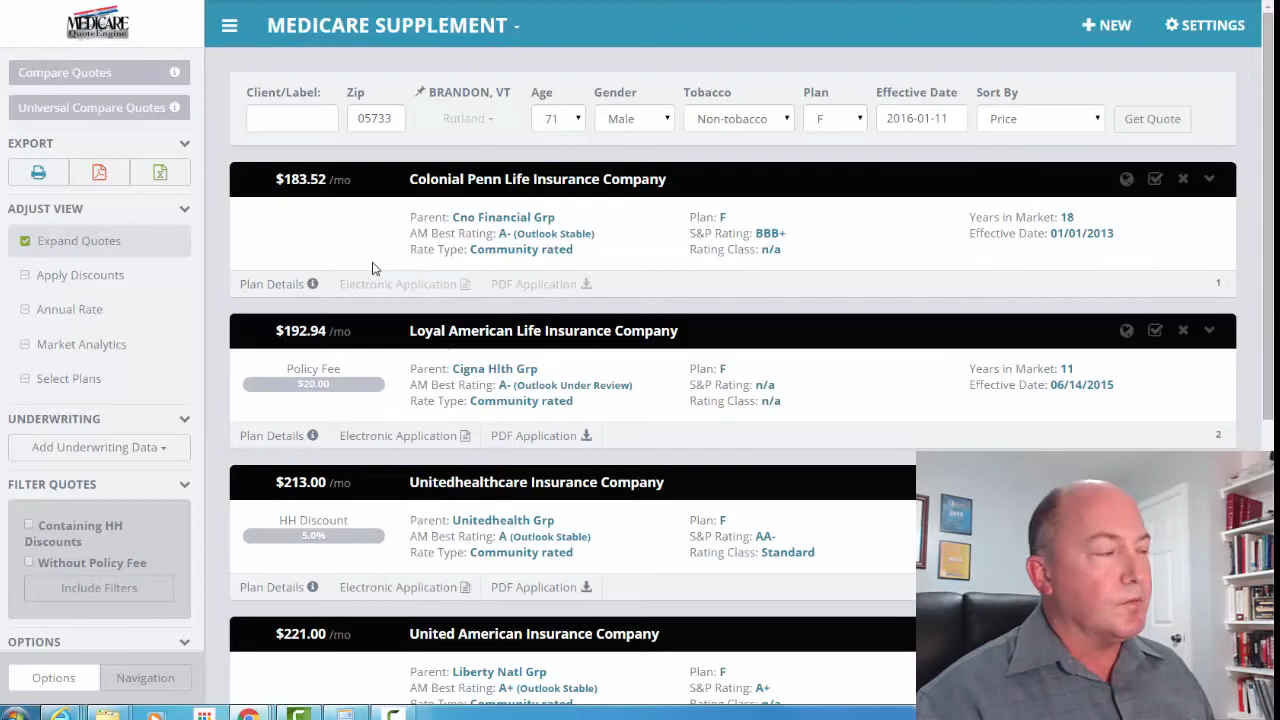 MEDICARE
QuoteEngine
MEDICARE SUPPLEMENT
NEW
SETTINGS
Compare Quotes
Universal Compare Quotes
EXPORT
ADJUST VIEW
Expand Quotes
Apply Discounts
Annual Rate
Market Analytics
Select Plans
UNDERWRITING
Add Underwriting Data
FILTER QUOTES
Containing HH
Discounts
Without Policy Fee
Include Filters
OPTIONS
Options Navigation
Client/Label: Zip BRANDON, VT Age Gender Tobacco Plan Effective Date Sort By
05733 Rutland 71 Male Non-tobacco F 2016-01-11 Price Get Quote
$183.52 /mo Colonial Penn Life Insurance Company
Parent: Cno Financial Grp Plan: F Years in Market: 18
AM Best Rating: A- (Outlook Stable) S&P Rating: BBB+ Effective Date: 01/01/2013
Rate Type: Community rated Rating Class: n/a
Plan Details Electronic Application PDF Application 1
$192.94 /mo Loyal American Life Insurance Company
Policy Fee Parent: Cigna Hlth Grp Plan: F Years in Market: 11
$20.00 AM Best Rating: A- (Outlook Under Review) S&P Rating: n/a Effective Date: 06/14/2015
Rate Type: Community rated Rating Class: n/a
Plan Details Electronic Application PDF Application 2
$213.00 /mo Unitedhealthcare Insurance Company
HH Discount Parent: Unitedhealth Grp Plan: F
5.0% AM Best Rating: A (Outlook Stable) S&P Rating: AA-
Rate Type: Community rated Rating Class: Standard
Plan Details Electronic Application PDF Application
$221.00 /mo United American Insurance Company
Parent: Liberty Natl Grp Plan: F
AM Best Rating: A+ (Outlook Stable) S&P Rating: A+
Rate Type: Community rated Rating Class: n/a